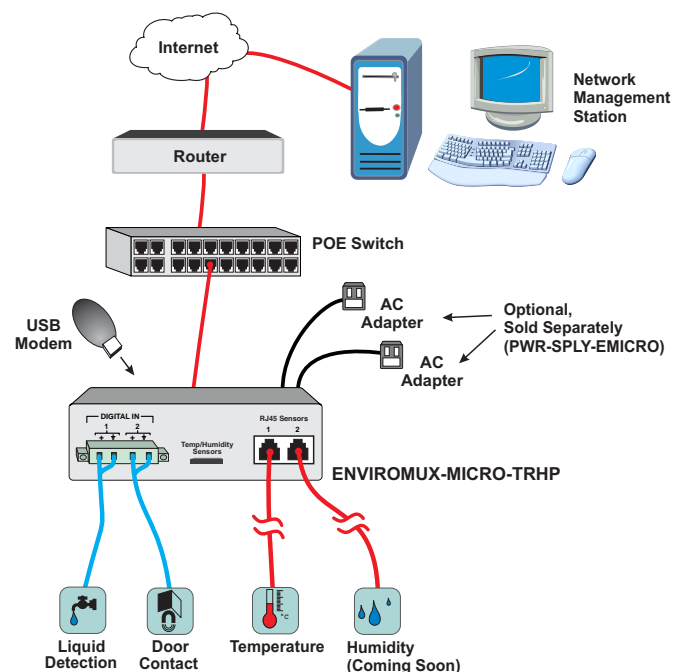 Internet
Network
Management
Station
Router
POE Switch
USB
Modem
AC
Adapter
AC
Adapter
Optional,
Sold Separately
(PWR-SPLY-EMICRO)
DIGITAL IN
1 2
+ +
Temp/Humidity
Sensors
RJ45 Sensors
1 2
ENVIROMUX-MICRO-TRHP
°C
Liquid
Detection
Door
Contact
Temperature
Humidity
(Coming Soon)